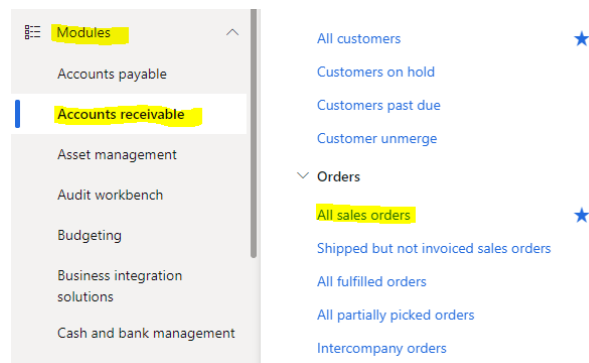 Modules
Accounts payable
Accounts receivable
Asset management
Audit workbench
Budgeting
Business integration
solutions
Cash and bank management
All customers
Customers on hold
Customers past due
Customer unmerge
Orders
All sales orders
Shipped but not invoiced sales orders
All fulfilled orders
All partially picked orders
Intercompany orders